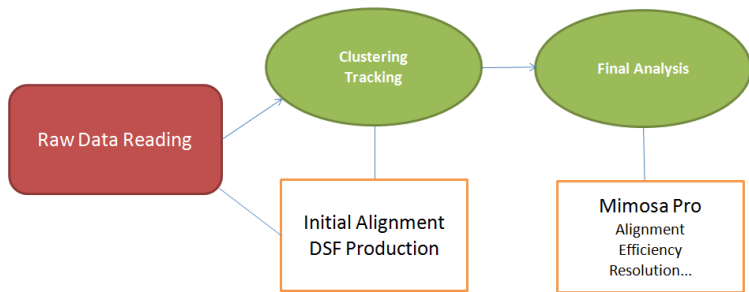 Clustering
Tracking
Final Analysis
Raw Data Reading
Initial Alignment
DSF Production
Mimosa Pro
Alignment
Efficiency
Resolution...